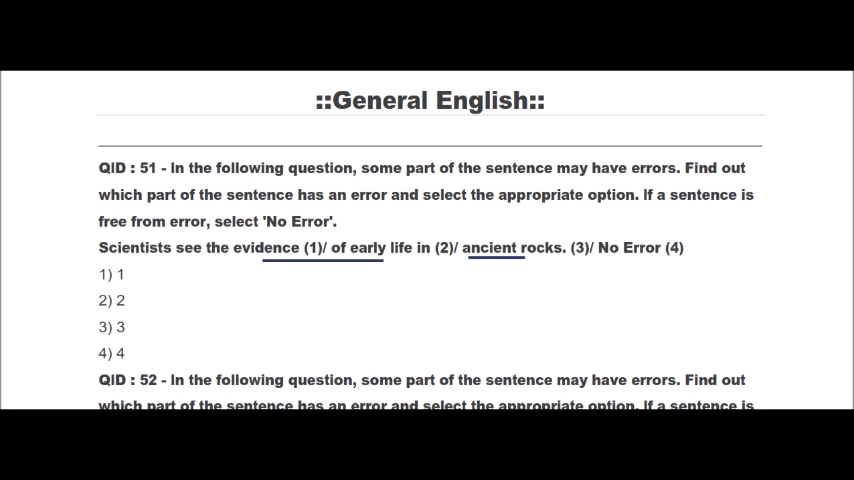 ::General English::
QID : 51 - In the following question, some part of the sentence may have errors. Find out
which part of the sentence has an error and select the appropriate option. If a sentence is
free from error, select 'No Error'.
Scientists see the evidence (1)/ of early life in (2)/ ancient rocks. (3)/ No Error (4)
1) 1
2) 2
3) 3
4) 4
QID : 52 - In the following question, some part of the sentence may have errors. Find out
which part of the sentence has an error and select the appropriate option. If a sentence is